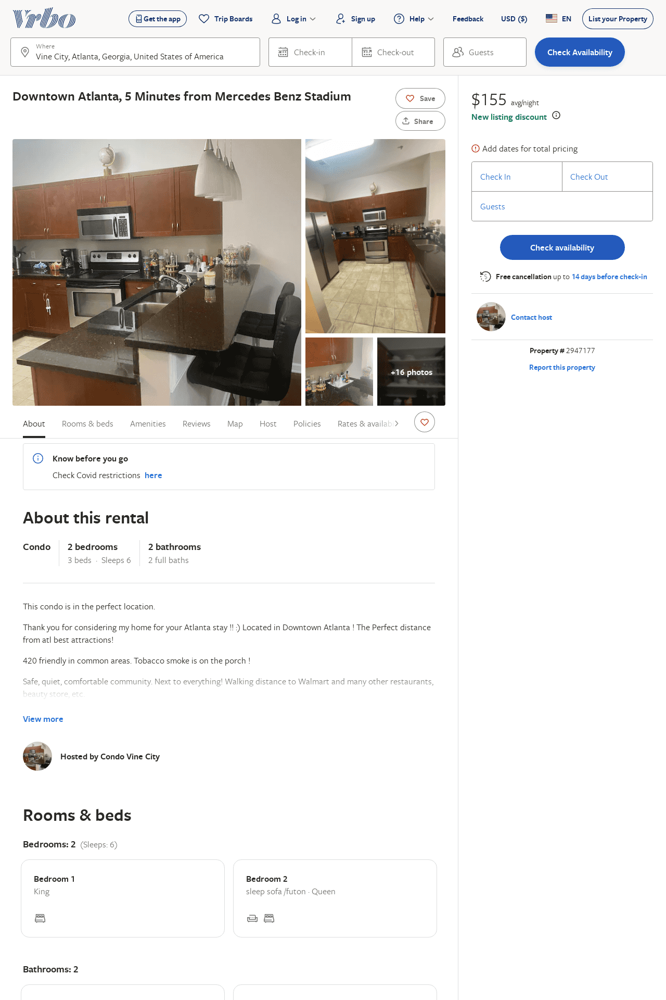 Vrbo
Get the app
Trip Boards
Log in
Sign up
Help
Feedback
USD ($)
EN
List your Property
Where
Vine City, Atlanta, Georgia, United States of America
Check-in
Check-out
Guests
Check Availability
Downtown Atlanta, 5 Minutes from Mercedes Benz Stadium
Save
Share
+16 photos
$155 avg/night
New listing discount
Add dates for total pricing
Check In
Check Out
Guests
Check availability
Free cancellation up to 14 days before check-in
Contact host
Property # 2947177
Report this property
About
Rooms & beds
Amenities
Reviews
Map
Host
Policies
Rates & availab
Know before you go
Check Covid restrictions here
About this rental
Condo
2 bedrooms
3 beds · Sleeps 6
2 bathrooms
2 full baths
This condo is in the perfect location.
Thank you for considering my home for your Atlanta stay !! :) Located in Downtown Atlanta ! The Perfect distance
from atl best attractions!
420 friendly in common areas. Tobacco smoke is on the porch !
Safe, quiet, comfortable community. Next to everything! Walking distance to Walmart and many other restaurants,
beauty store, etc.
View more
Hosted by Condo Vine City
Rooms & beds
Bedrooms: 2 (Sleeps: 6)
Bedroom 1
King
Bedroom 2
sleep sofa /futon · Queen
Bathrooms: 2